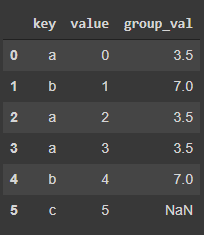 key value group_val
0 a 0 3.5
1 b 1 7.0
2 a 2 3.5
3 a 3 3.5
4 b 4 7.0
5 c 5 NaN